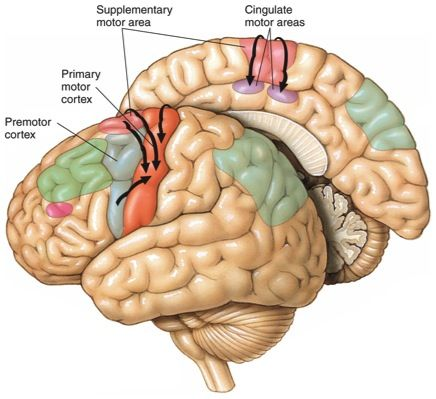 Supplementary
motor area
Cingulate
motor areas
Primary
motor
cortex
Premotor
cortex